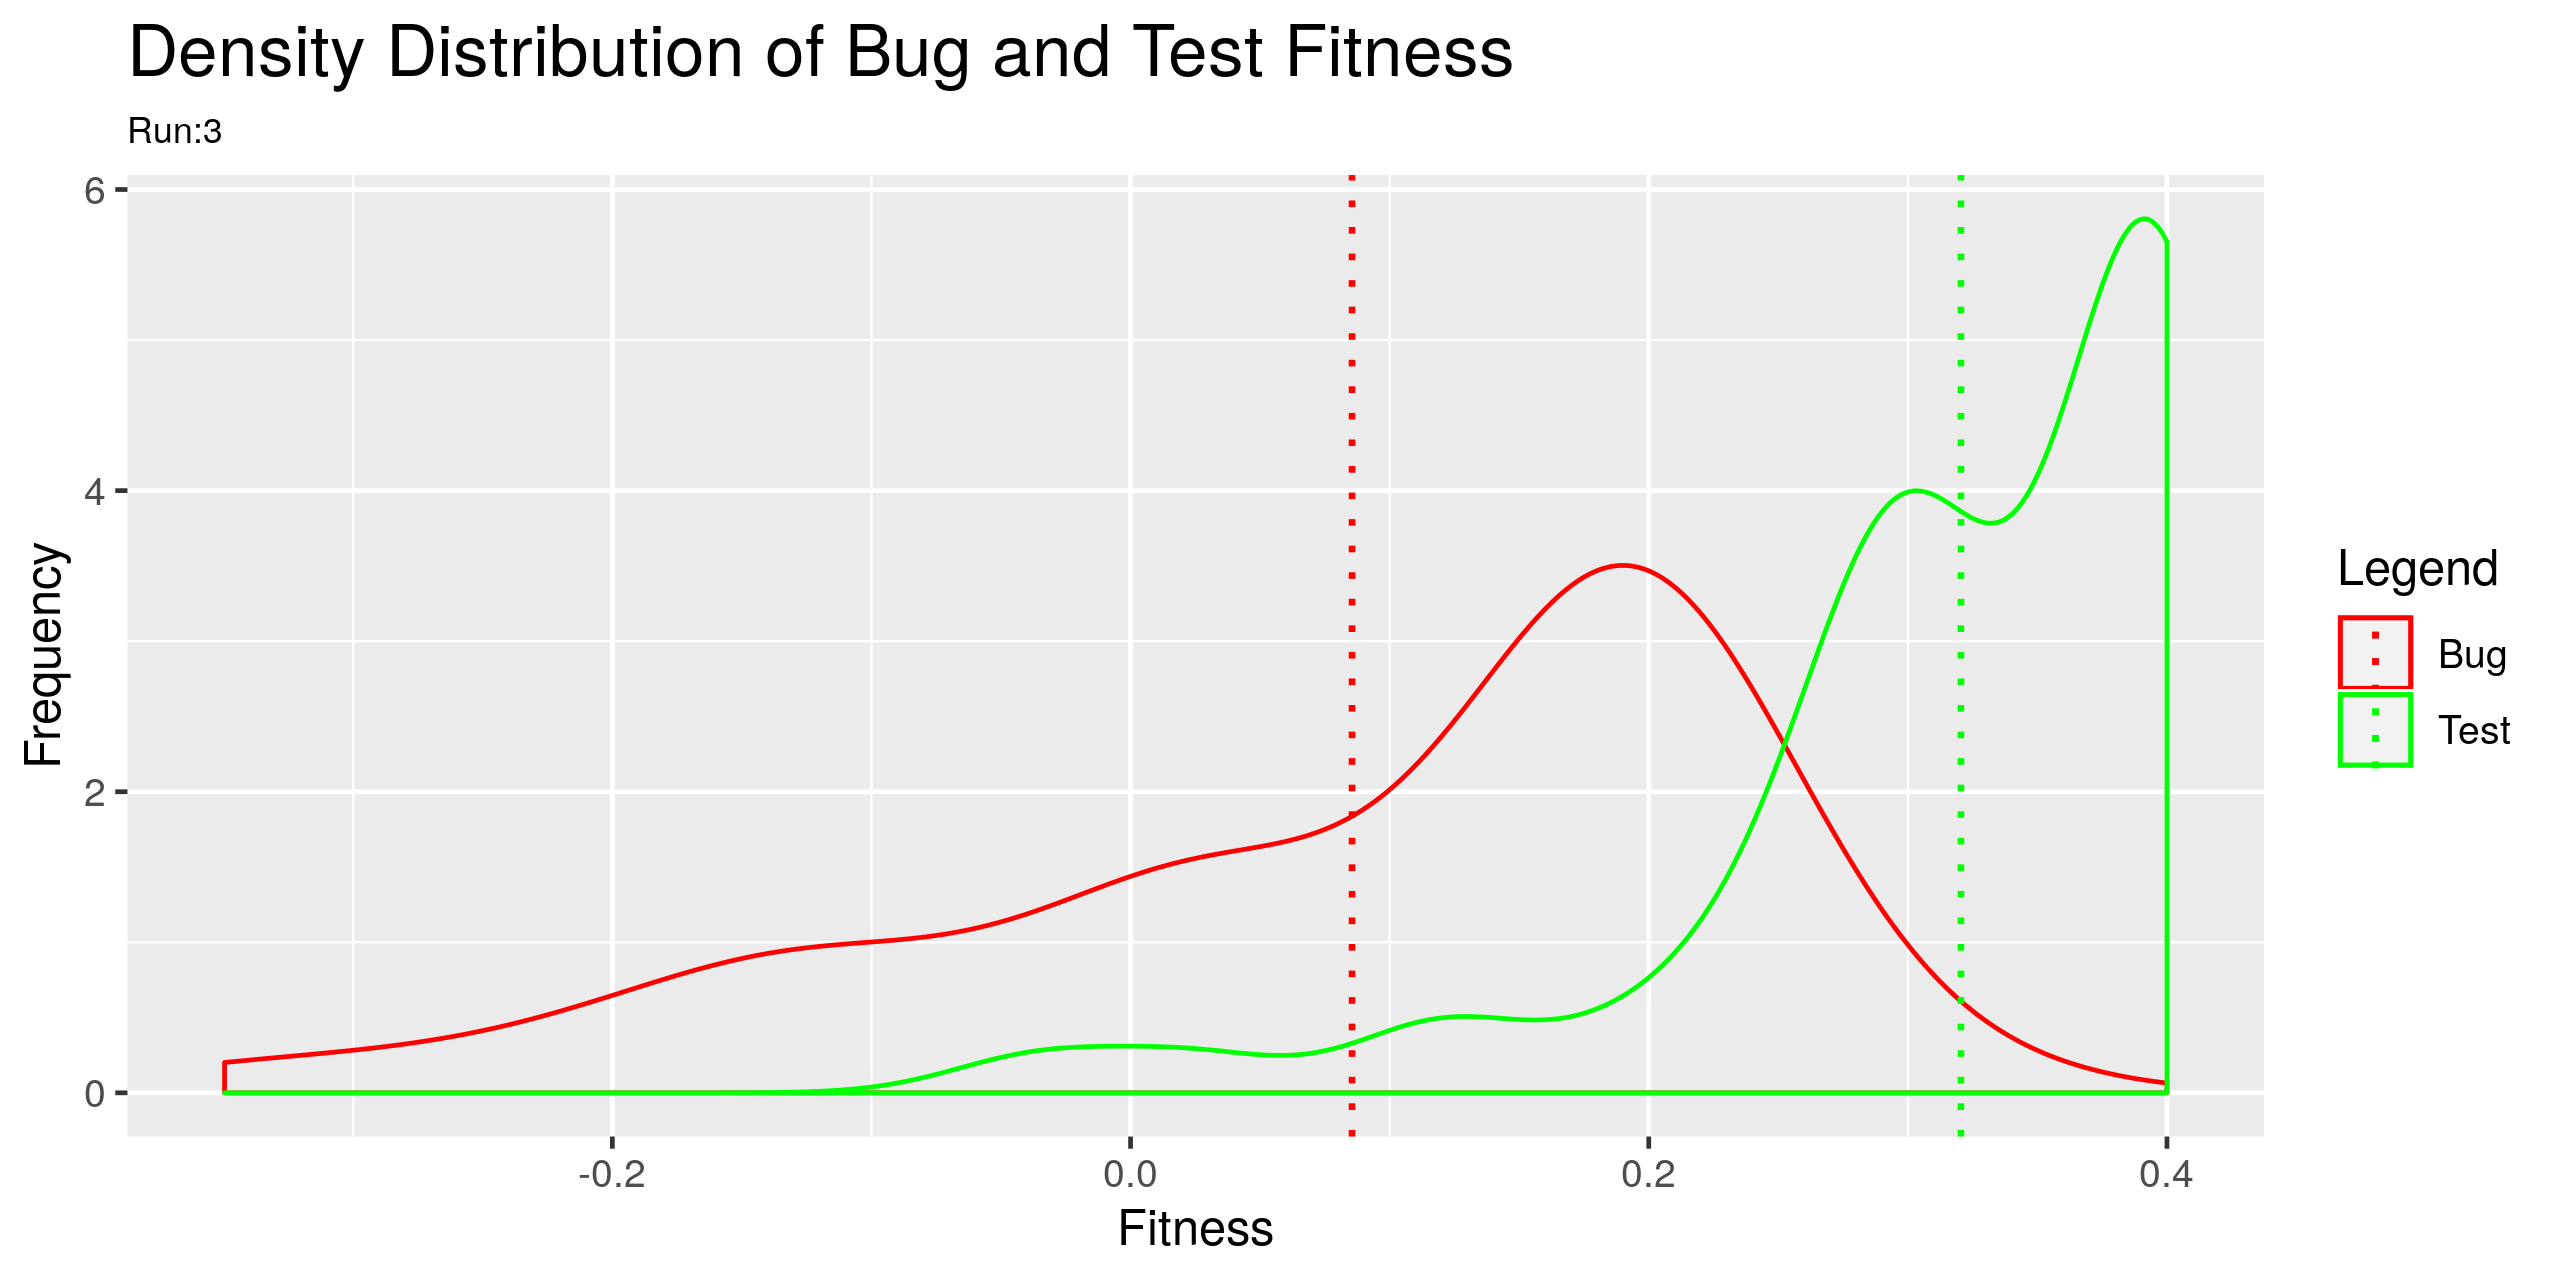 Density Distribution of Bug and Test Fitness
Run:3
6
4
2
0
Frequency
-0.2
0.0
0.2
0.4
Fitness
Legend
Bug
Test